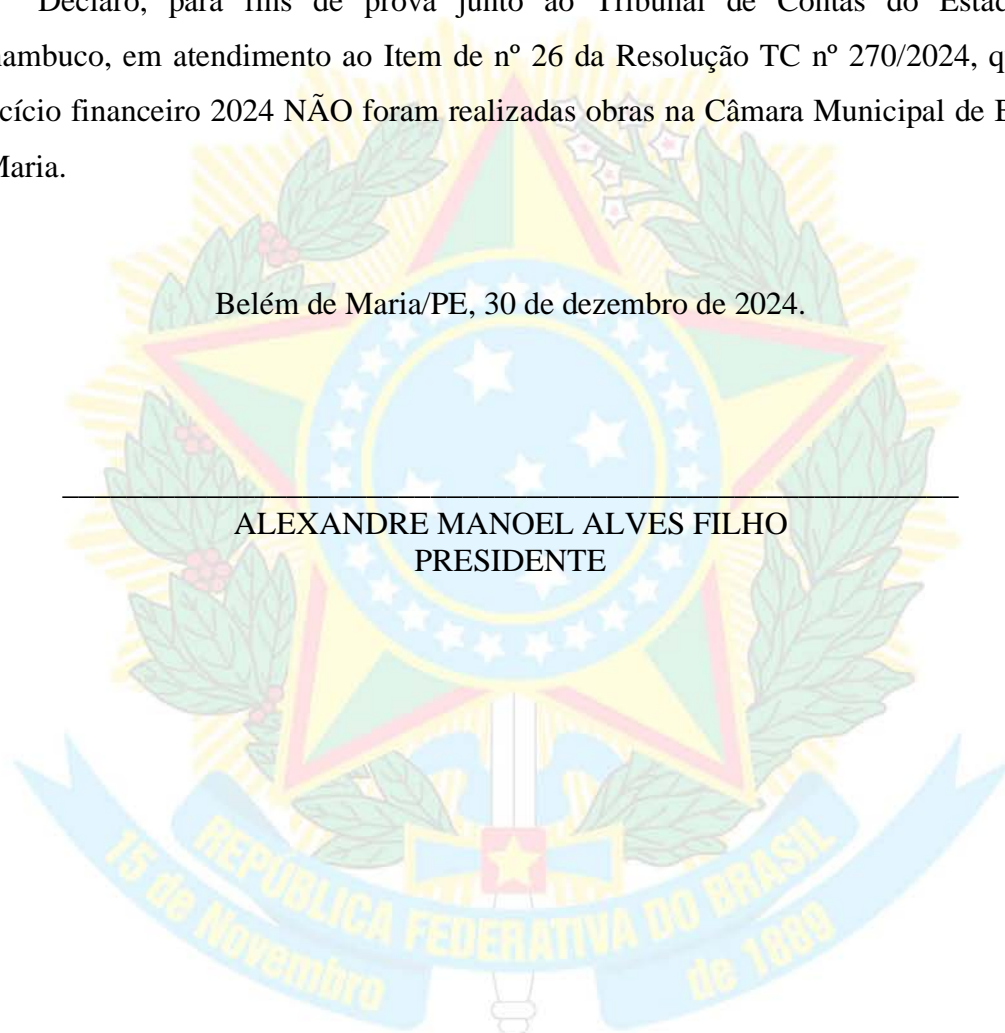 Declaro, para fins de prova junto ao Tribunal de Contas do Estad
nambuco, em atendimento ao Item de nº 26 da Resolução TC nº 270/2024, q
cício financeiro 2024 NÃO foram realizadas obras na Câmara Municipal de
Maria.
Belém de Maria/PE, 30 de dezembro de 2024.
ALEXANDRE MANOEL ALVES FILHO
PRESIDENTE
REPÚBLICA FEDERATIVA DO BRASIL
15 de Novembro de 1889